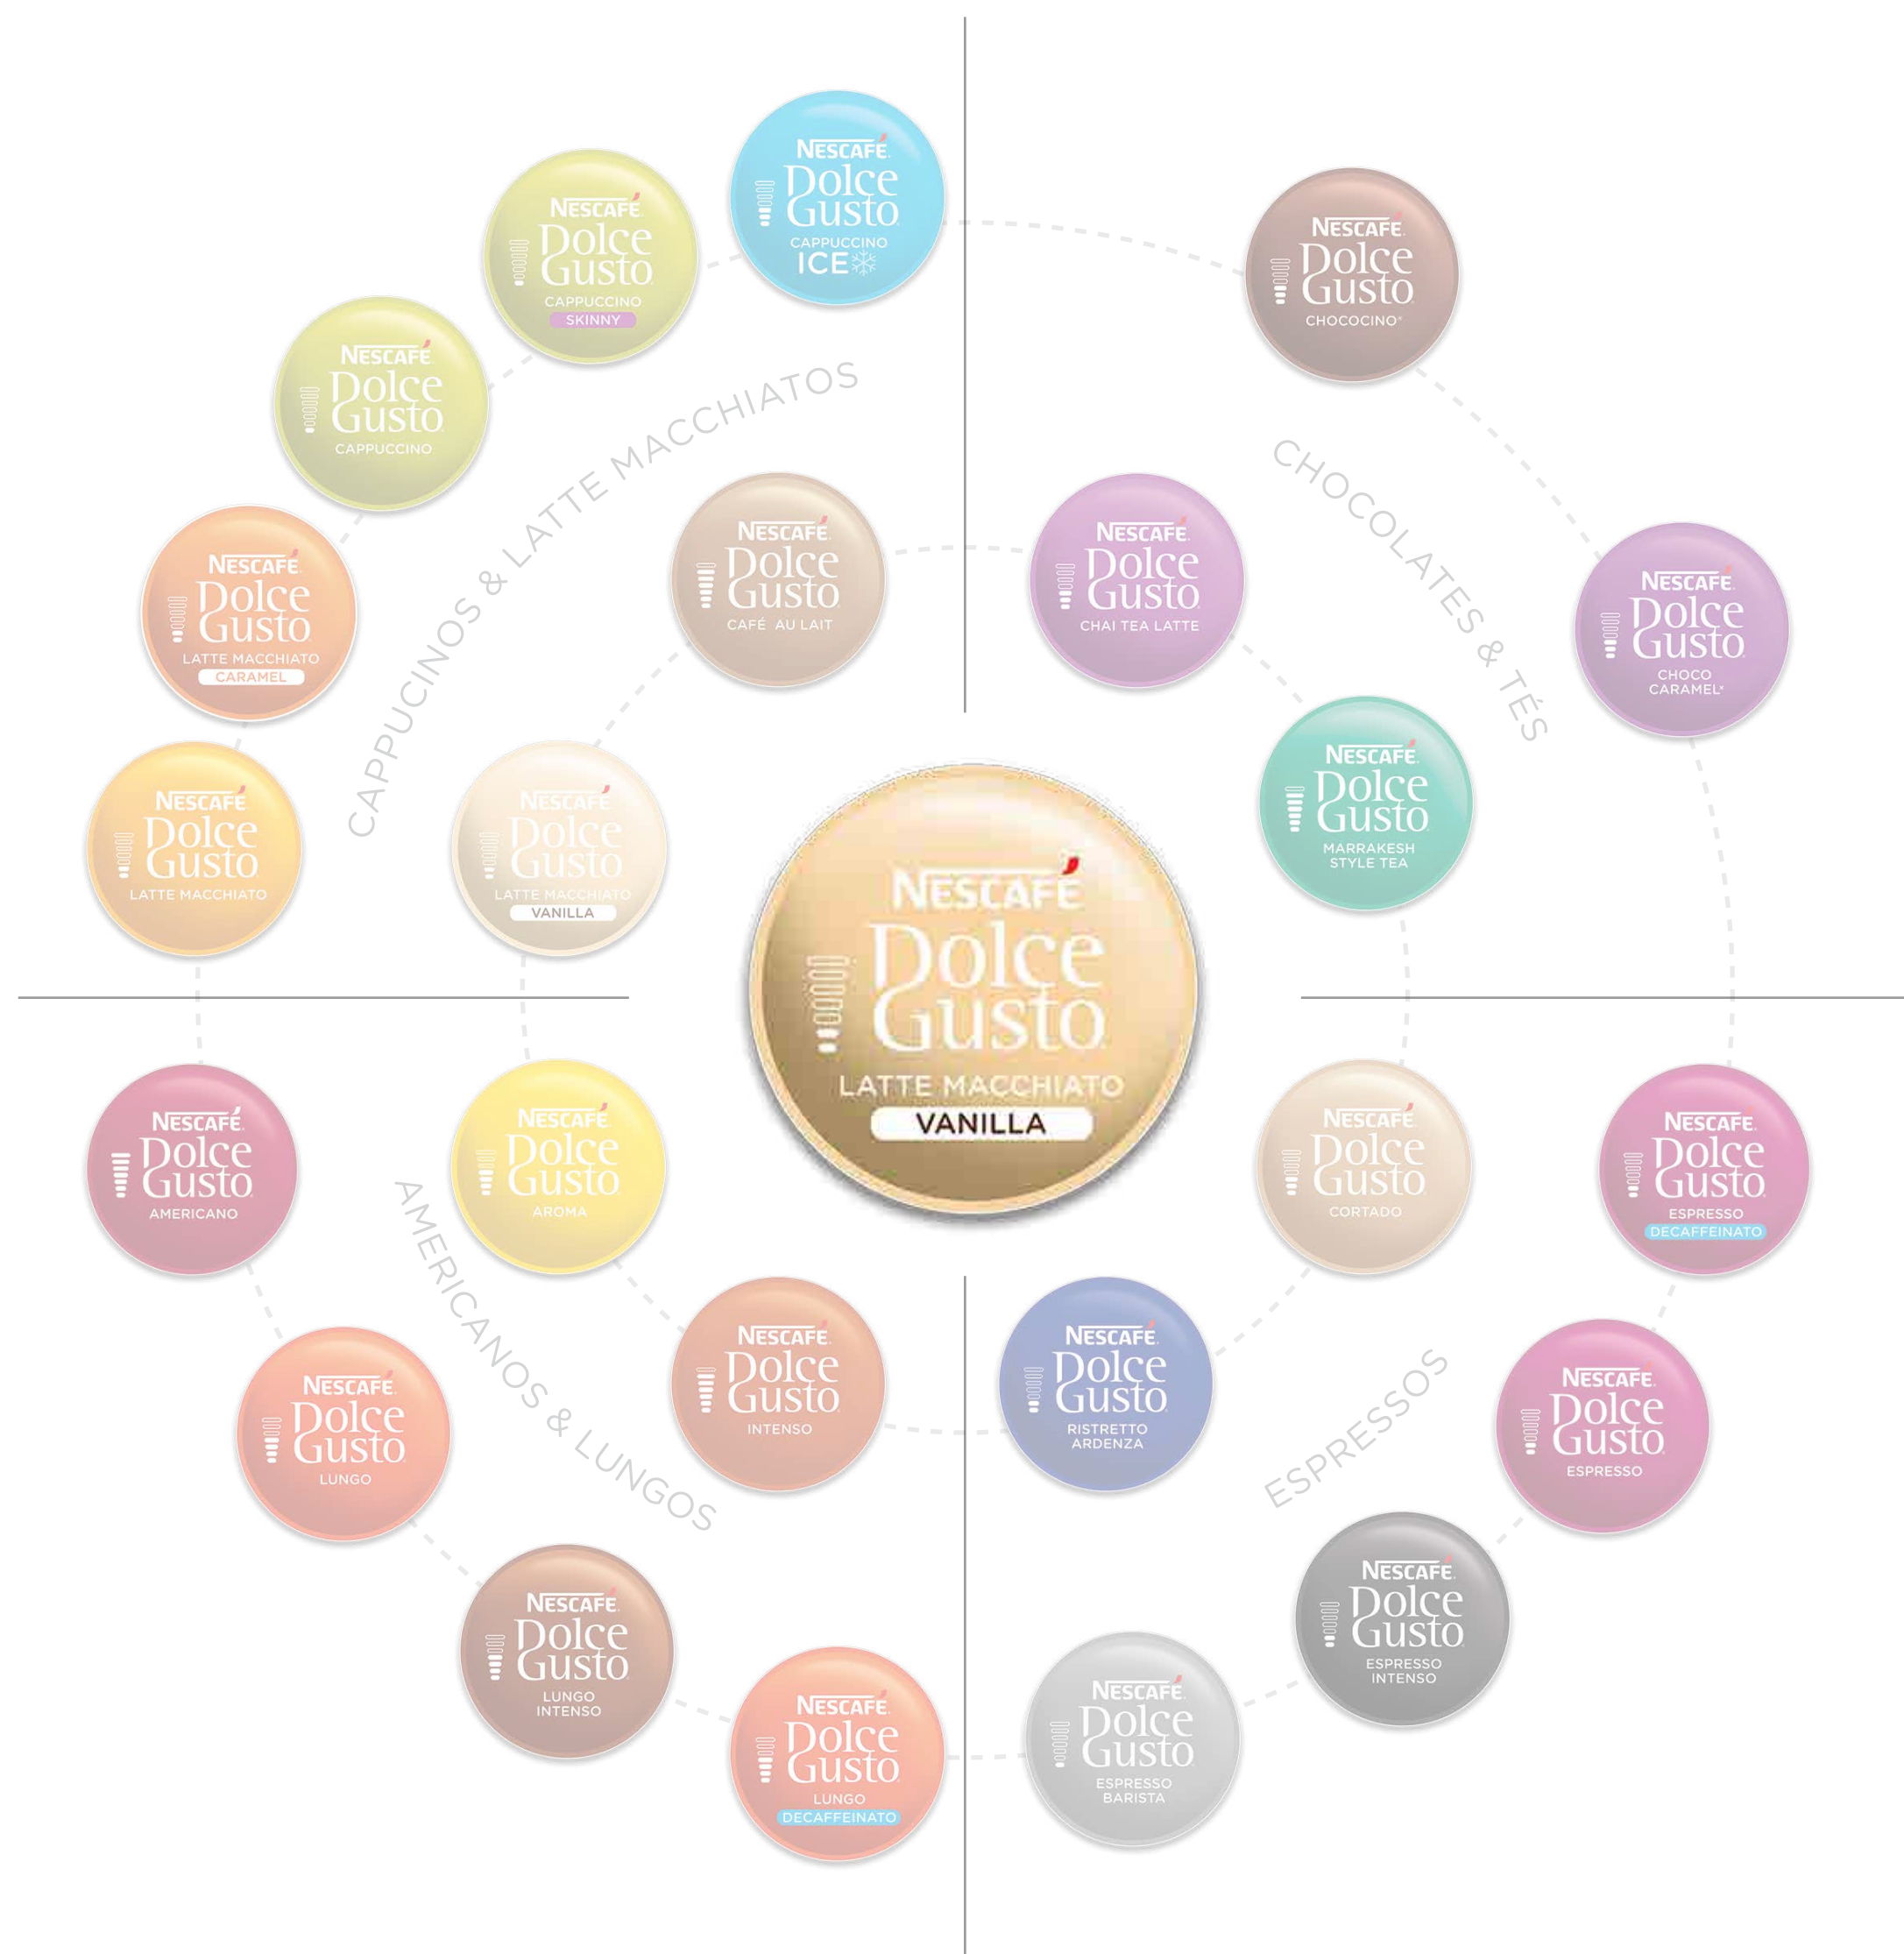 NESCAFÉ
Dolce
Gusto
CAPPUCCINO
ICE
NESCAFÉ
Dolce
Gusto
CAPPUCCINO
SKINNY
NESCAFÉ
Dolce
Gusto
CAPPUCCINO
NESCAFÉ
Dolce
Gusto
LATTE MACCHIATO
CARAMEL
NESCAFÉ
Dolce
Gusto
LATTE MACCHIATO
CAPPUCINOS & LATTE MACCHIATOS
NESCAFÉ
Dolce
Gusto
CAFÉ AU LAIT
NESCAFÉ
Dolce
Gusto
LATTE MACCHIATO
VANILLA
NESCAFÉ
Dolce
Gusto
CHOCOCINO®
CHOCOLATES & TÉS
NESCAFÉ
Dolce
Gusto
CHAI TEA LATTE
NESCAFÉ
Dolce
Gusto
CHOCO
CARAMEL®
NESCAFÉ
Dolce
Gusto
MARRAKESH
STYLE TEA
NESCAFÉ
Dolce
Gusto
LATTE MACCHIATO
VANILLA
NESCAFÉ
Dolce
Gusto
AMERICANO
NESCAFÉ
Dolce
Gusto
AROMA
AMERICANOS & LUNGOS
NESCAFÉ
Dolce
Gusto
INTENSO
NESCAFÉ
Dolce
Gusto
LUNGO
NESCAFÉ
Dolce
Gusto
LUNGO
INTENSO
NESCAFÉ
Dolce
Gusto
LUNGO
DECAFFEINATO
NESCAFÉ
Dolce
Gusto
CORTADO
NESCAFÉ
Dolce
Gusto
ESPRESSO
DECAFFEINATO
NESCAFÉ
Dolce
Gusto
RISTRETTO
ARDENZA
ESPRESSOS
NESCAFÉ
Dolce
Gusto
ESPRESSO
NESCAFÉ
Dolce
Gusto
ESPRESSO
INTENSO
NESCAFÉ
Dolce
Gusto
ESPRESSO
BARISTA